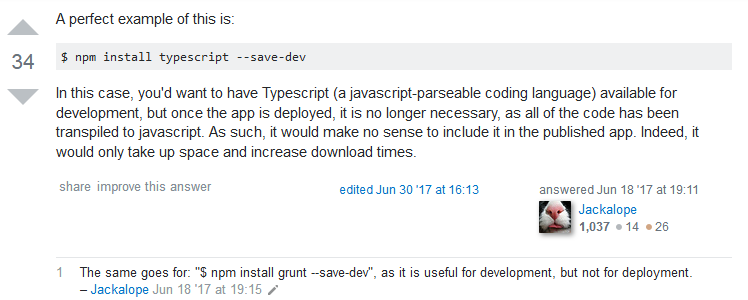 A perfect example of this is:
34
$ npm install typescript --save-dev
In this case, you'd want to have Typescript (a javascript-parseable coding language) available for
development, but once the app is deployed, it is no longer necessary, as all of the code has been
transpiled to javascript. As such, it would make no sense to include it in the published app. Indeed, it
would only take up space and increase download times.
share improve this answer
edited Jun 30 '17 at 16:13
answered Jun 18 '17 at 19:11
Jackalope
1,037 ● 14 ● 26
1 The same goes for: "$ npm install grunt --save-dev", as it is useful for development, but not for deployment.
– Jackalope Jun 18 '17 at 19:15